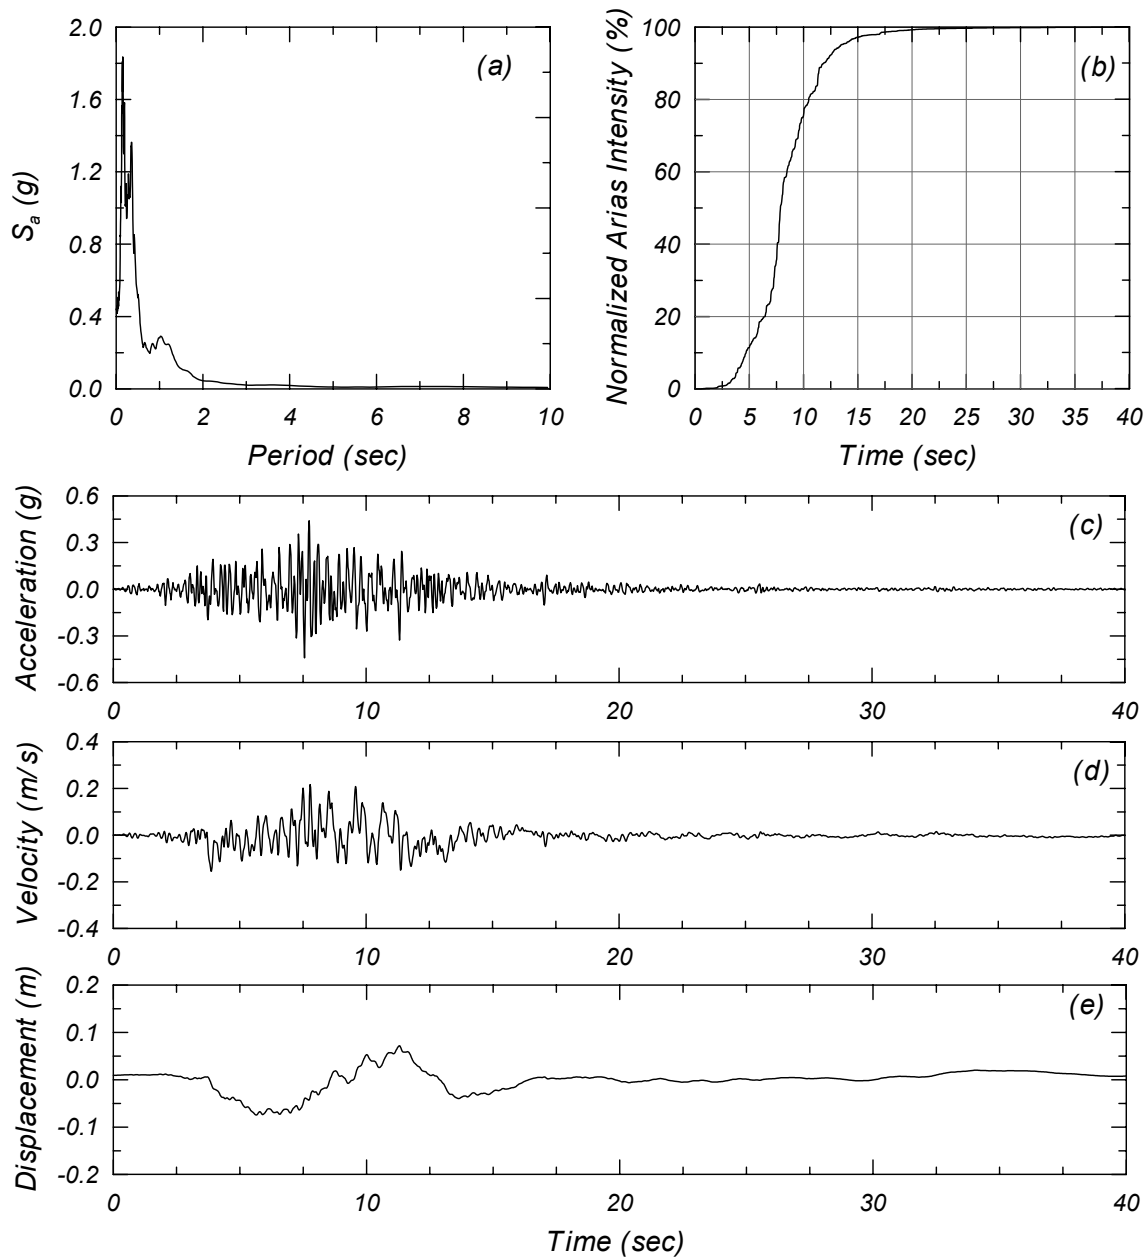 2.0
1.6
1.2
0.8
0.4
0.0
S_a (g)
(a)
0 2 4 6 8 10
Period (sec)
100
80
60
40
20
0
Normalized Arias Intensity (%)
(b)
0 5 10 15 20 25 30 35 40
Time (sec)
0.6
0.3
0.0
-0.3
-0.6
Acceleration (g)
(c)
0 10 20 30 40
0.4
0.2
0.0
-0.2
-0.4
Velocity (m/s)
(d)
0 10 20 30 40
0.2
0.1
0.0
-0.1
-0.2
Displacement (m)
(e)
0 10 20 30 40
Time (sec)